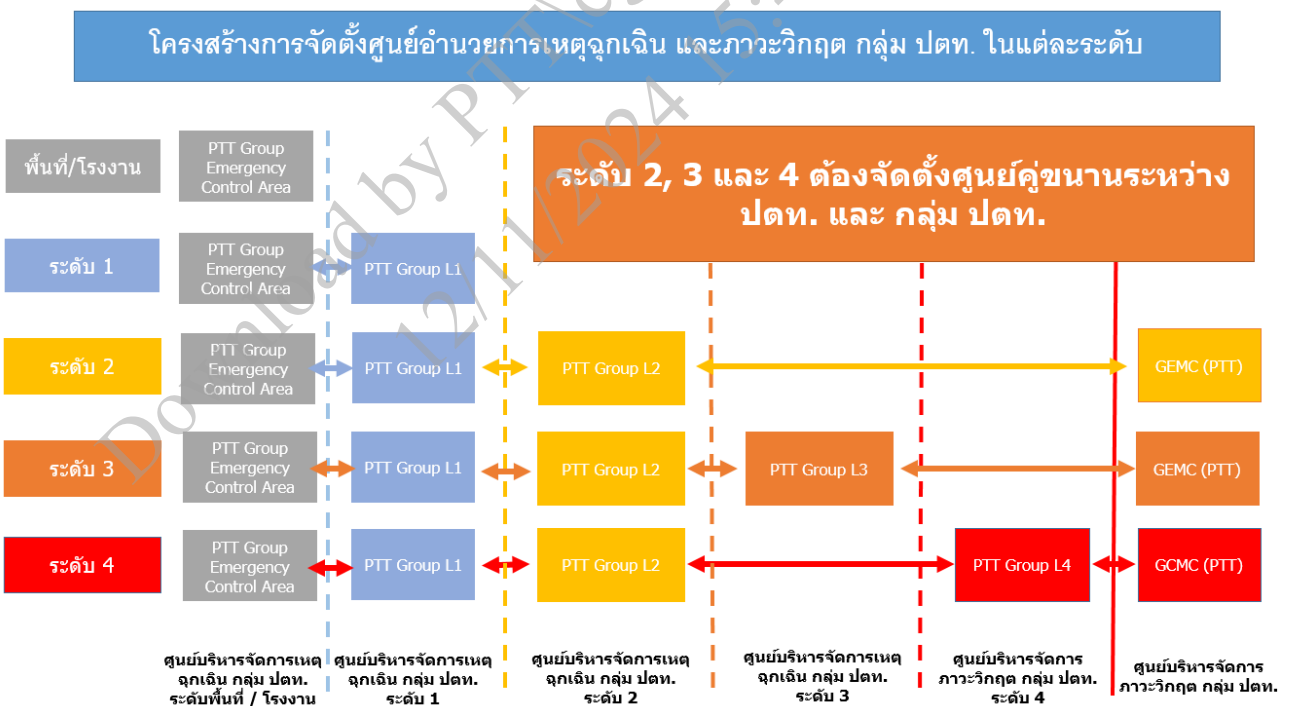 โครงสร้างการจัดตั้งศูนย์อำนวยการเหตุฉุกเฉิน และภาวะวิกฤต กลุ่ม ปตท. ในแต่ละระดับ
พื้นที่/โรงงาน
PTT Group
Emergency
Control Area
ระดับ 2, 3 และ 4 ต้องจัดตั้งศูนย์คู่ขนานระหว่าง
ปตท. และ กลุ่ม ปตท.
ระดับ 1
PTT Group
Emergency
Control Area
PTT Group L1
ระดับ 2
PTT Group
Emergency
Control Area
PTT Group L1
PTT Group L2
GEMC (PTT)
ระดับ 3
PTT Group
Emergency
Control Area
PTT Group L1
PTT Group L2
PTT Group L3
GEMC (PTT)
ระดับ 4
PTT Group
Emergency
Control Area
PTT Group L1
PTT Group L2
PTT Group L4
GCMC (PTT)
ศูนย์บริหารจัดการเหตุ
ฉุกเฉิน กลุ่ม ปตท.
ระดับพื้นที่ / โรงงาน
ศูนย์บริหารจัดการเหตุ
ฉุกเฉิน กลุ่ม ปตท.
ระดับ 1
ศูนย์บริหารจัดการเหตุ
ฉุกเฉิน กลุ่ม ปตท.
ระดับ 2
ศูนย์บริหารจัดการเหตุ
ฉุกเฉิน กลุ่ม ปตท.
ระดับ 3
ศูนย์บริหารจัดการ
ภาวะวิกฤต กลุ่ม ปตท.
ระดับ 4
ศูนย์บริหารจัดการ
ภาวะวิกฤต กลุ่ม ปตท.
Download by PTT\
12/11/2024 15: